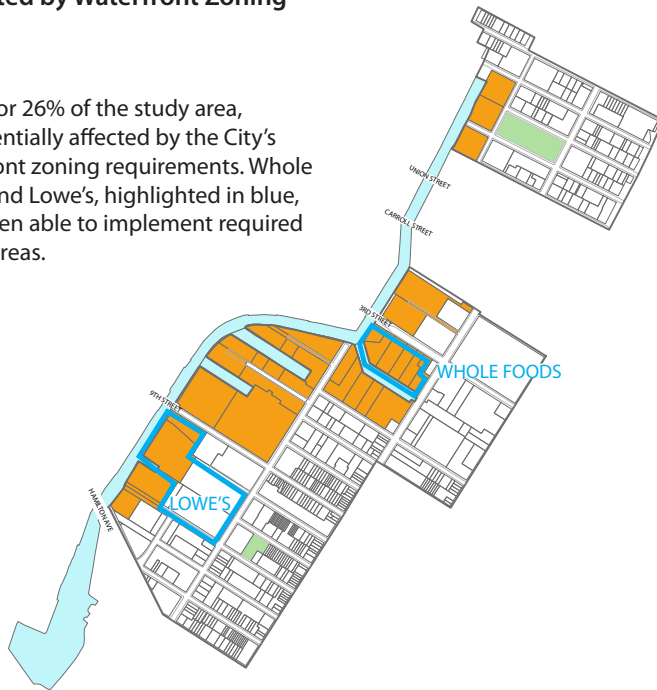 ted by Waterfront Zoning
or 26% of the study area,
entially affected by the City's
ont zoning requirements. Whole
nd Lowe's, highlighted in blue,
en able to implement required
reas.
UNION STREET
CARROLL STREET
3RD STREET
WHOLE FOODS
9TH STREET
LOWE'S
HAMILTON AVE